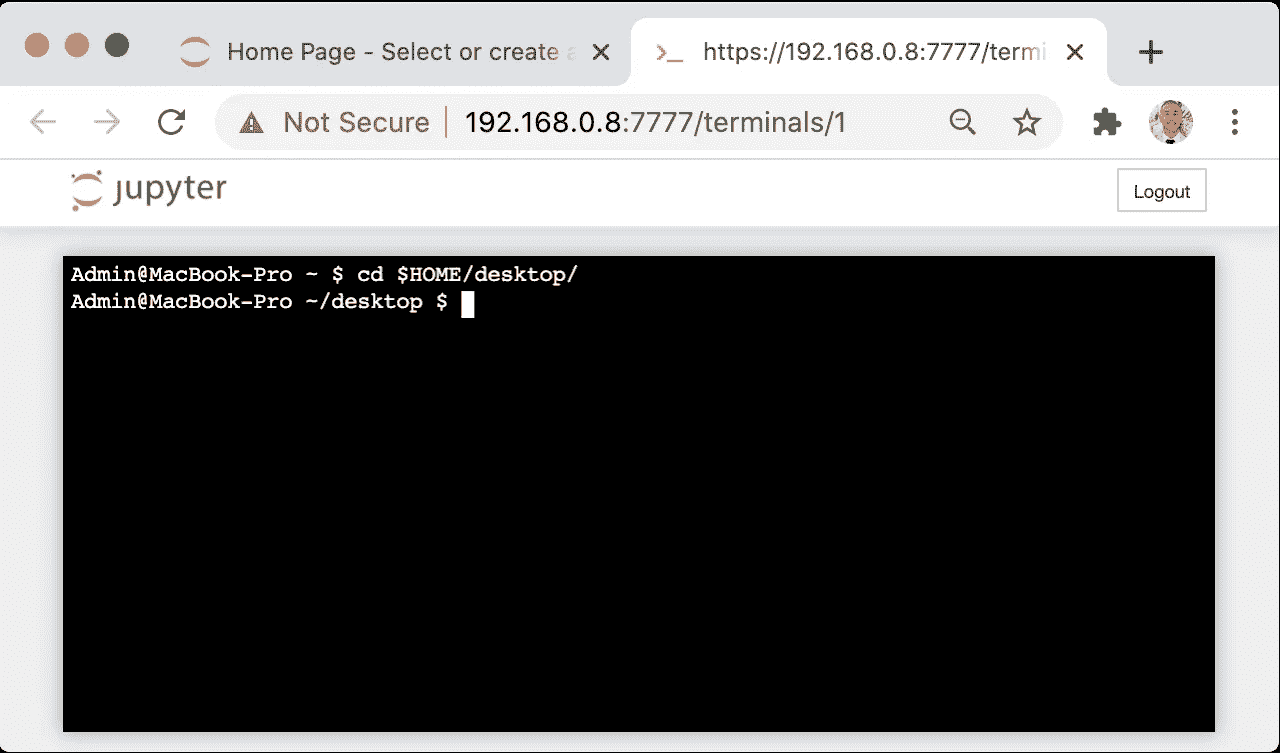 Home Page - Select or create a
https://192.168.0.8:7777/termi
Not Secure 192.168.0.8:7777/terminals/1
jupyter
Logout
Admin@MacBook-Pro ~ $ cd $HOME/desktop/
Admin@MacBook-Pro ~/desktop $